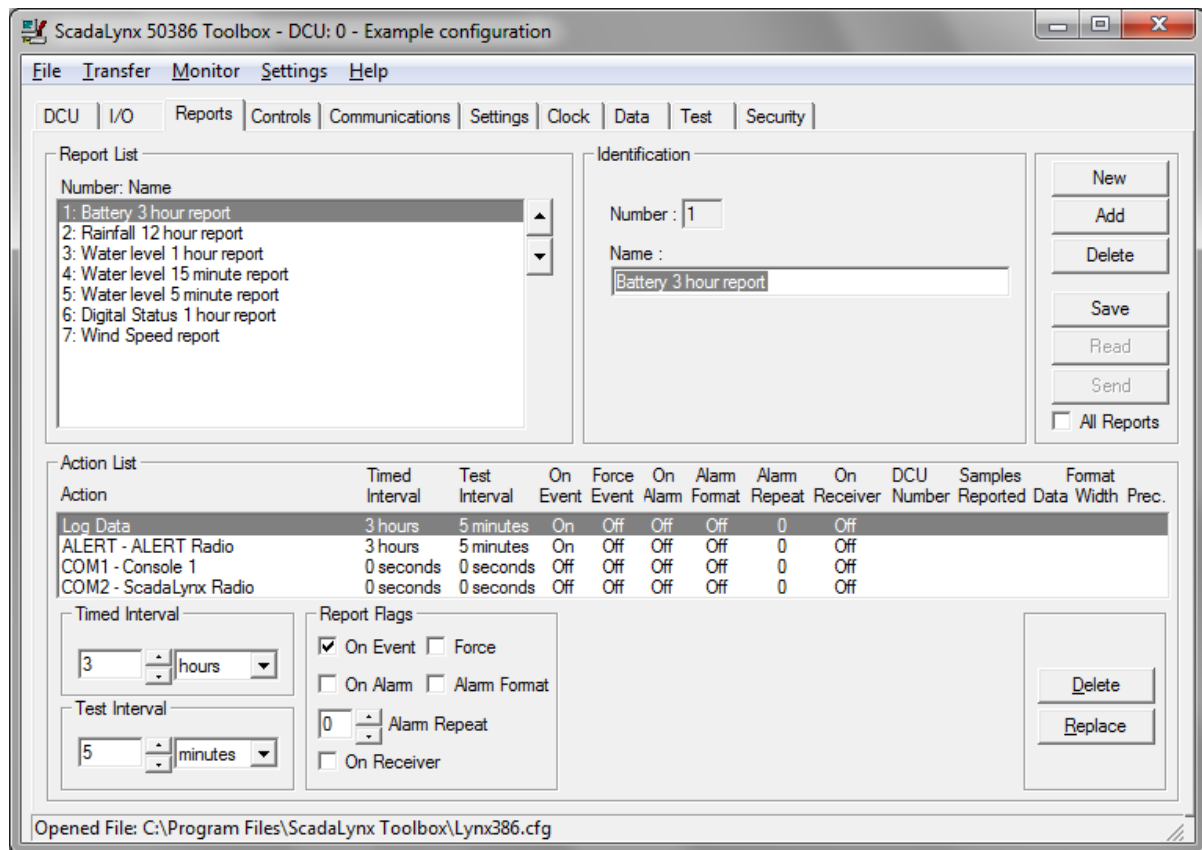 ScadaLynx 50386 Toolbox - DCU: 0 - Example configuration
File Transfer Monitor Settings Help
DCU I/O Reports Controls Communications Settings Clock Data Test Security
Report List
Number: Name
1: Battery 3 hour report
2: Rainfall 12 hour report
3: Water level 1 hour report
4: Water level 15 minute report
5: Water level 5 minute report
6: Digital Status 1 hour report
7: Wind Speed report
Identification
Number : 1
Name :
Battery 3 hour report
New
Add
Delete
Save
Read
Send
All Reports
Action List
Timed Test On Force On Alarm Alarm On DCU Samples Format
Action Interval Interval Event Event Alarm Format Repeat Receiver Number Reported Data Width Prec.
Log Data 3 hours 5 minutes On Off Off Off 0 Off
ALERT - ALERT Radio 3 hours 5 minutes On Off Off Off 0 Off
COM1 - Console 1 0 seconds 0 seconds Off Off Off Off 0 Off
COM2 - ScadaLynx Radio 0 seconds 0 seconds Off Off Off Off 0 Off
Timed Interval
3 hours
Test Interval
5 minutes
Report Flags
On Event Force
On Alarm Alarm Format
0 Alarm Repeat
On Receiver
Delete
Replace
Opened File: C:\Program Files\ScadaLynx Toolbox\Lynx386.cfg